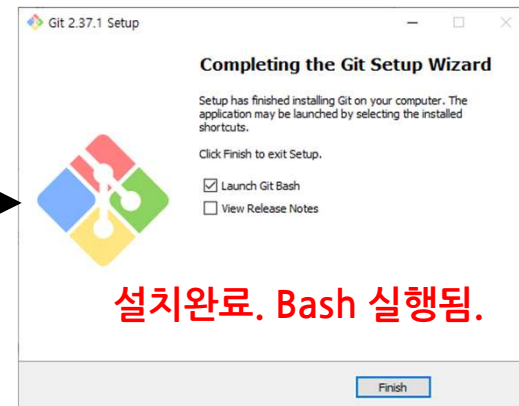 Git 2.37.1 Setup
Completing the Git Setup Wizard
Setup has finished installing Git on your computer. The
application may be launched by selecting the installed
shortcuts.
Click Finish to exit Setup.
Launch Git Bash
View Release Notes
설치완료. Bash 실행됨.
Finish